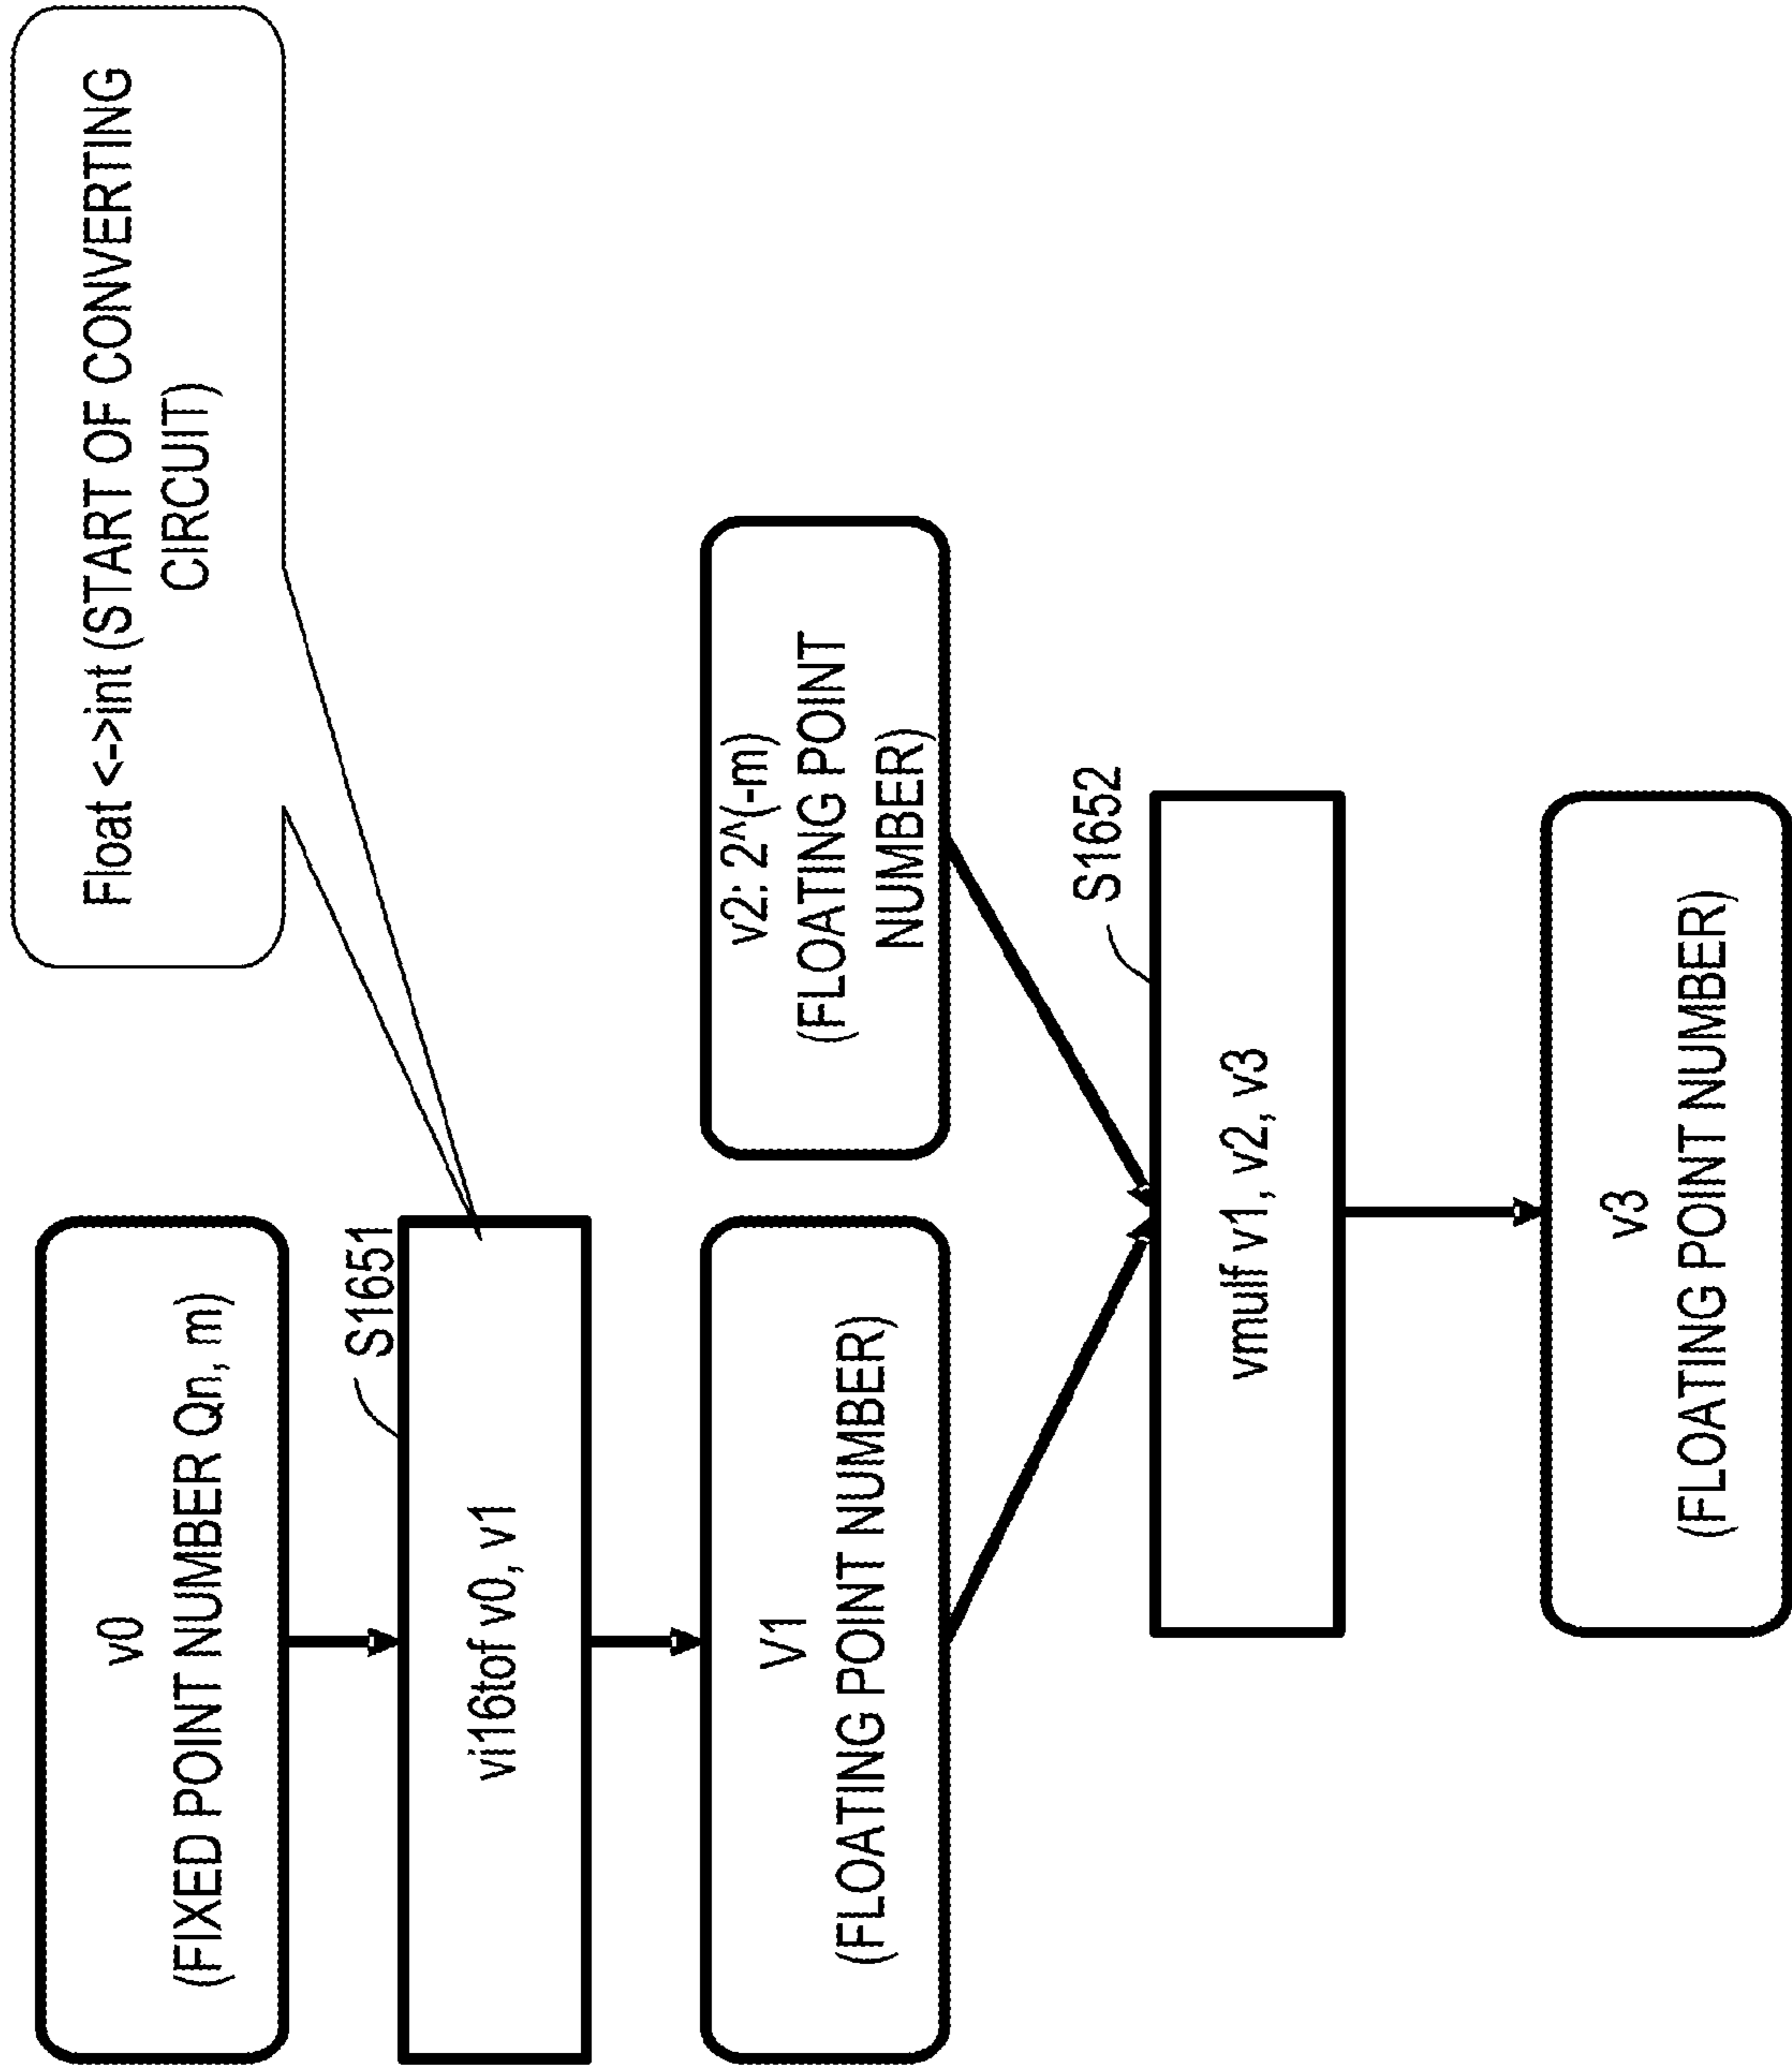 v0
(FIXED POINT NUMBER Qn, m)
Float <->int (START OF CONVERTING
CIRCUIT)
S1651
vi16tof v0, v1
V1
(FLOATING POINT NUMBER)
v2: 2^(-m)
(FLOATING POINT
NUMBER)
S1652
vmulf v1, v2, v3
v3
(FLOATING POINT NUMBER)